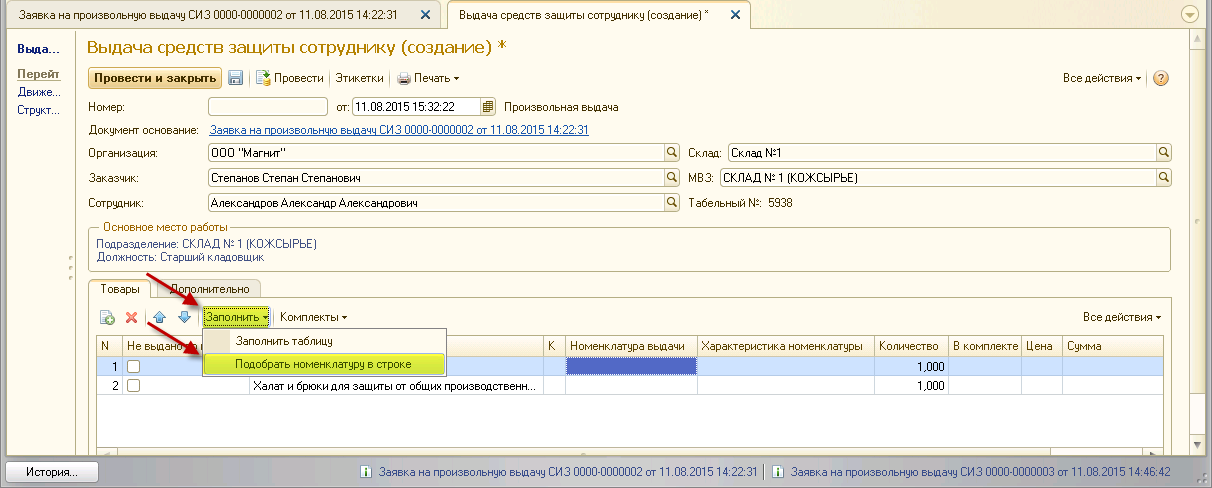 Заявка на произвольную выдачу СИЗ 0000-0000002 от 11.08.2015 14:22:31 Выдача средств защиты сотруднику (создание) *
Выда... Выдача средств защиты сотруднику (создание) *
Перейт Провести и закрыть Провести Этикетки Печать Все действия
Движе...
Структ... Номер: от: 11.08.2015 15:32:22 Произвольная выдача
Документ основание: Заявка на произвольную выдачу СИЗ 0000-0000002 от 11.08.2015 14:22:31
Организация: ООО "Магнит" Склад: Склад №1
Заказчик: Степанов Степан Степанович МВЗ: СКЛАД № 1 (КОЖСЫРЬЕ)
Сотрудник: Александров Александр Александрович Табельный №: 5938
Основное место работы
Подразделение: СКЛАД № 1 (КОЖСЫРЬЕ)
Должность: Старший кладовщик
Товары Дополнительно
Заполнить Комплекты Все действия
Заполнить таблицу
N Не выдано К Номенклатура выдачи Характеристика номенклатуры Количество В комплекте Цена Сумма
Подобрать номенклатуру в строке
1 1,000
2 Халат и брюки для защиты от общих производственн... 1,000
История... Заявка на произвольную выдачу СИЗ 0000-0000002 от 11.08.2015 14:22:31 Заявка на произвольную выдачу СИЗ 0000-0000003 от 11.08.2015 14:46:42